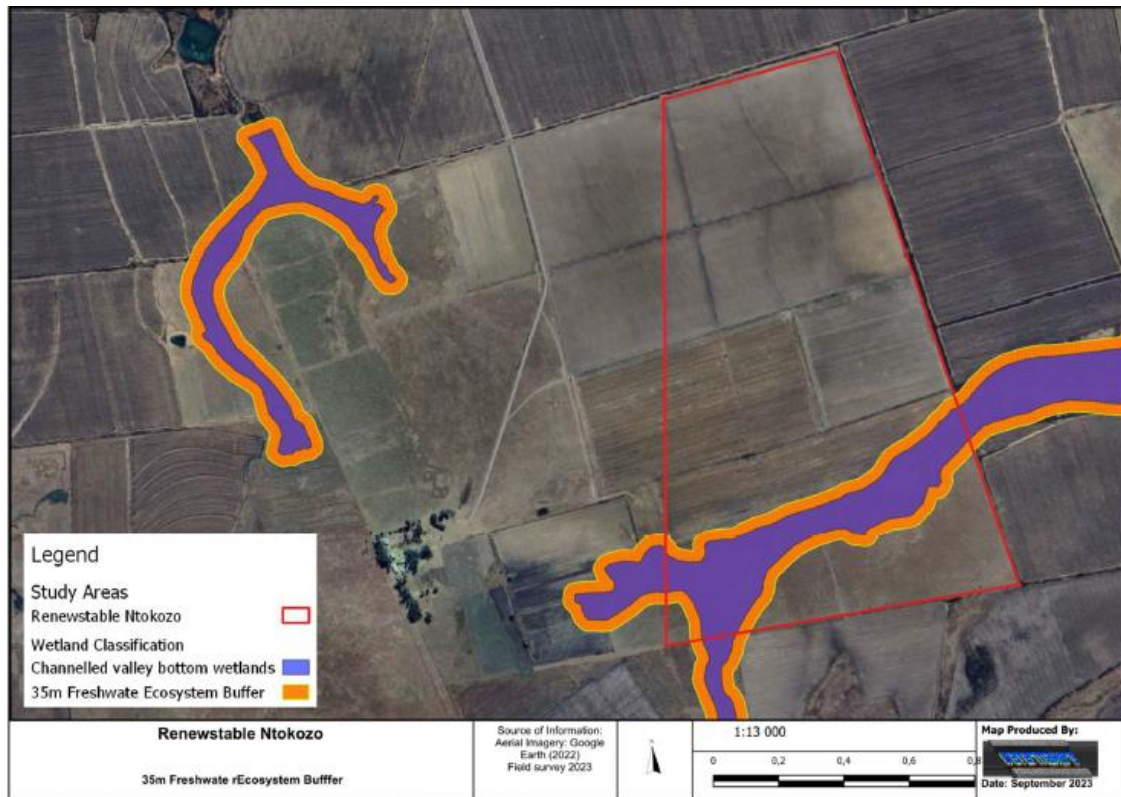 Legend
Study Areas
Renewstable Ntokozo
Wetland Classification
Channelled valley bottom wetlands
35m Freshwate Ecosystem Buffer
Renewstable Ntokozo
35m Freshwate rEcosystem Bufffer
Source of Information:
Aerial Imagery: Google
Earth (2022)
Field survey 2023
1:13 000
0 0,2 0,4 0,6 0,8
Map Produced By:
Date: September 2023